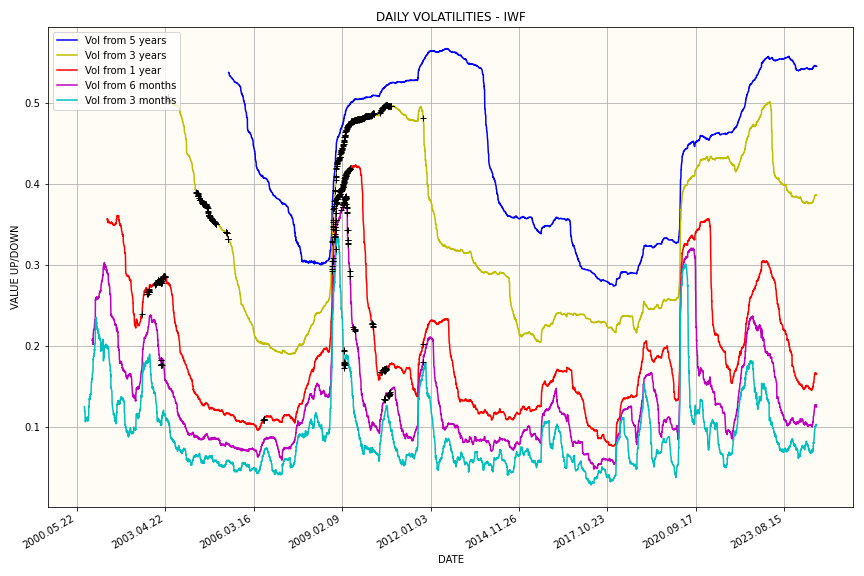 DAILY VOLATILITIES - IWF
Vol from 5 years
Vol from 3 years
Vol from 1 year
Vol from 6 months
Vol from 3 months
VALUE UP/DOWN
0.5
0.4
0.3
0.2
0.1
2000.05.22
2003.04.22
2006.03.16
2009.02.09
2012.01.03
2014.11.26
2017.10.23
2020.09.17
2023.08.15
DATE